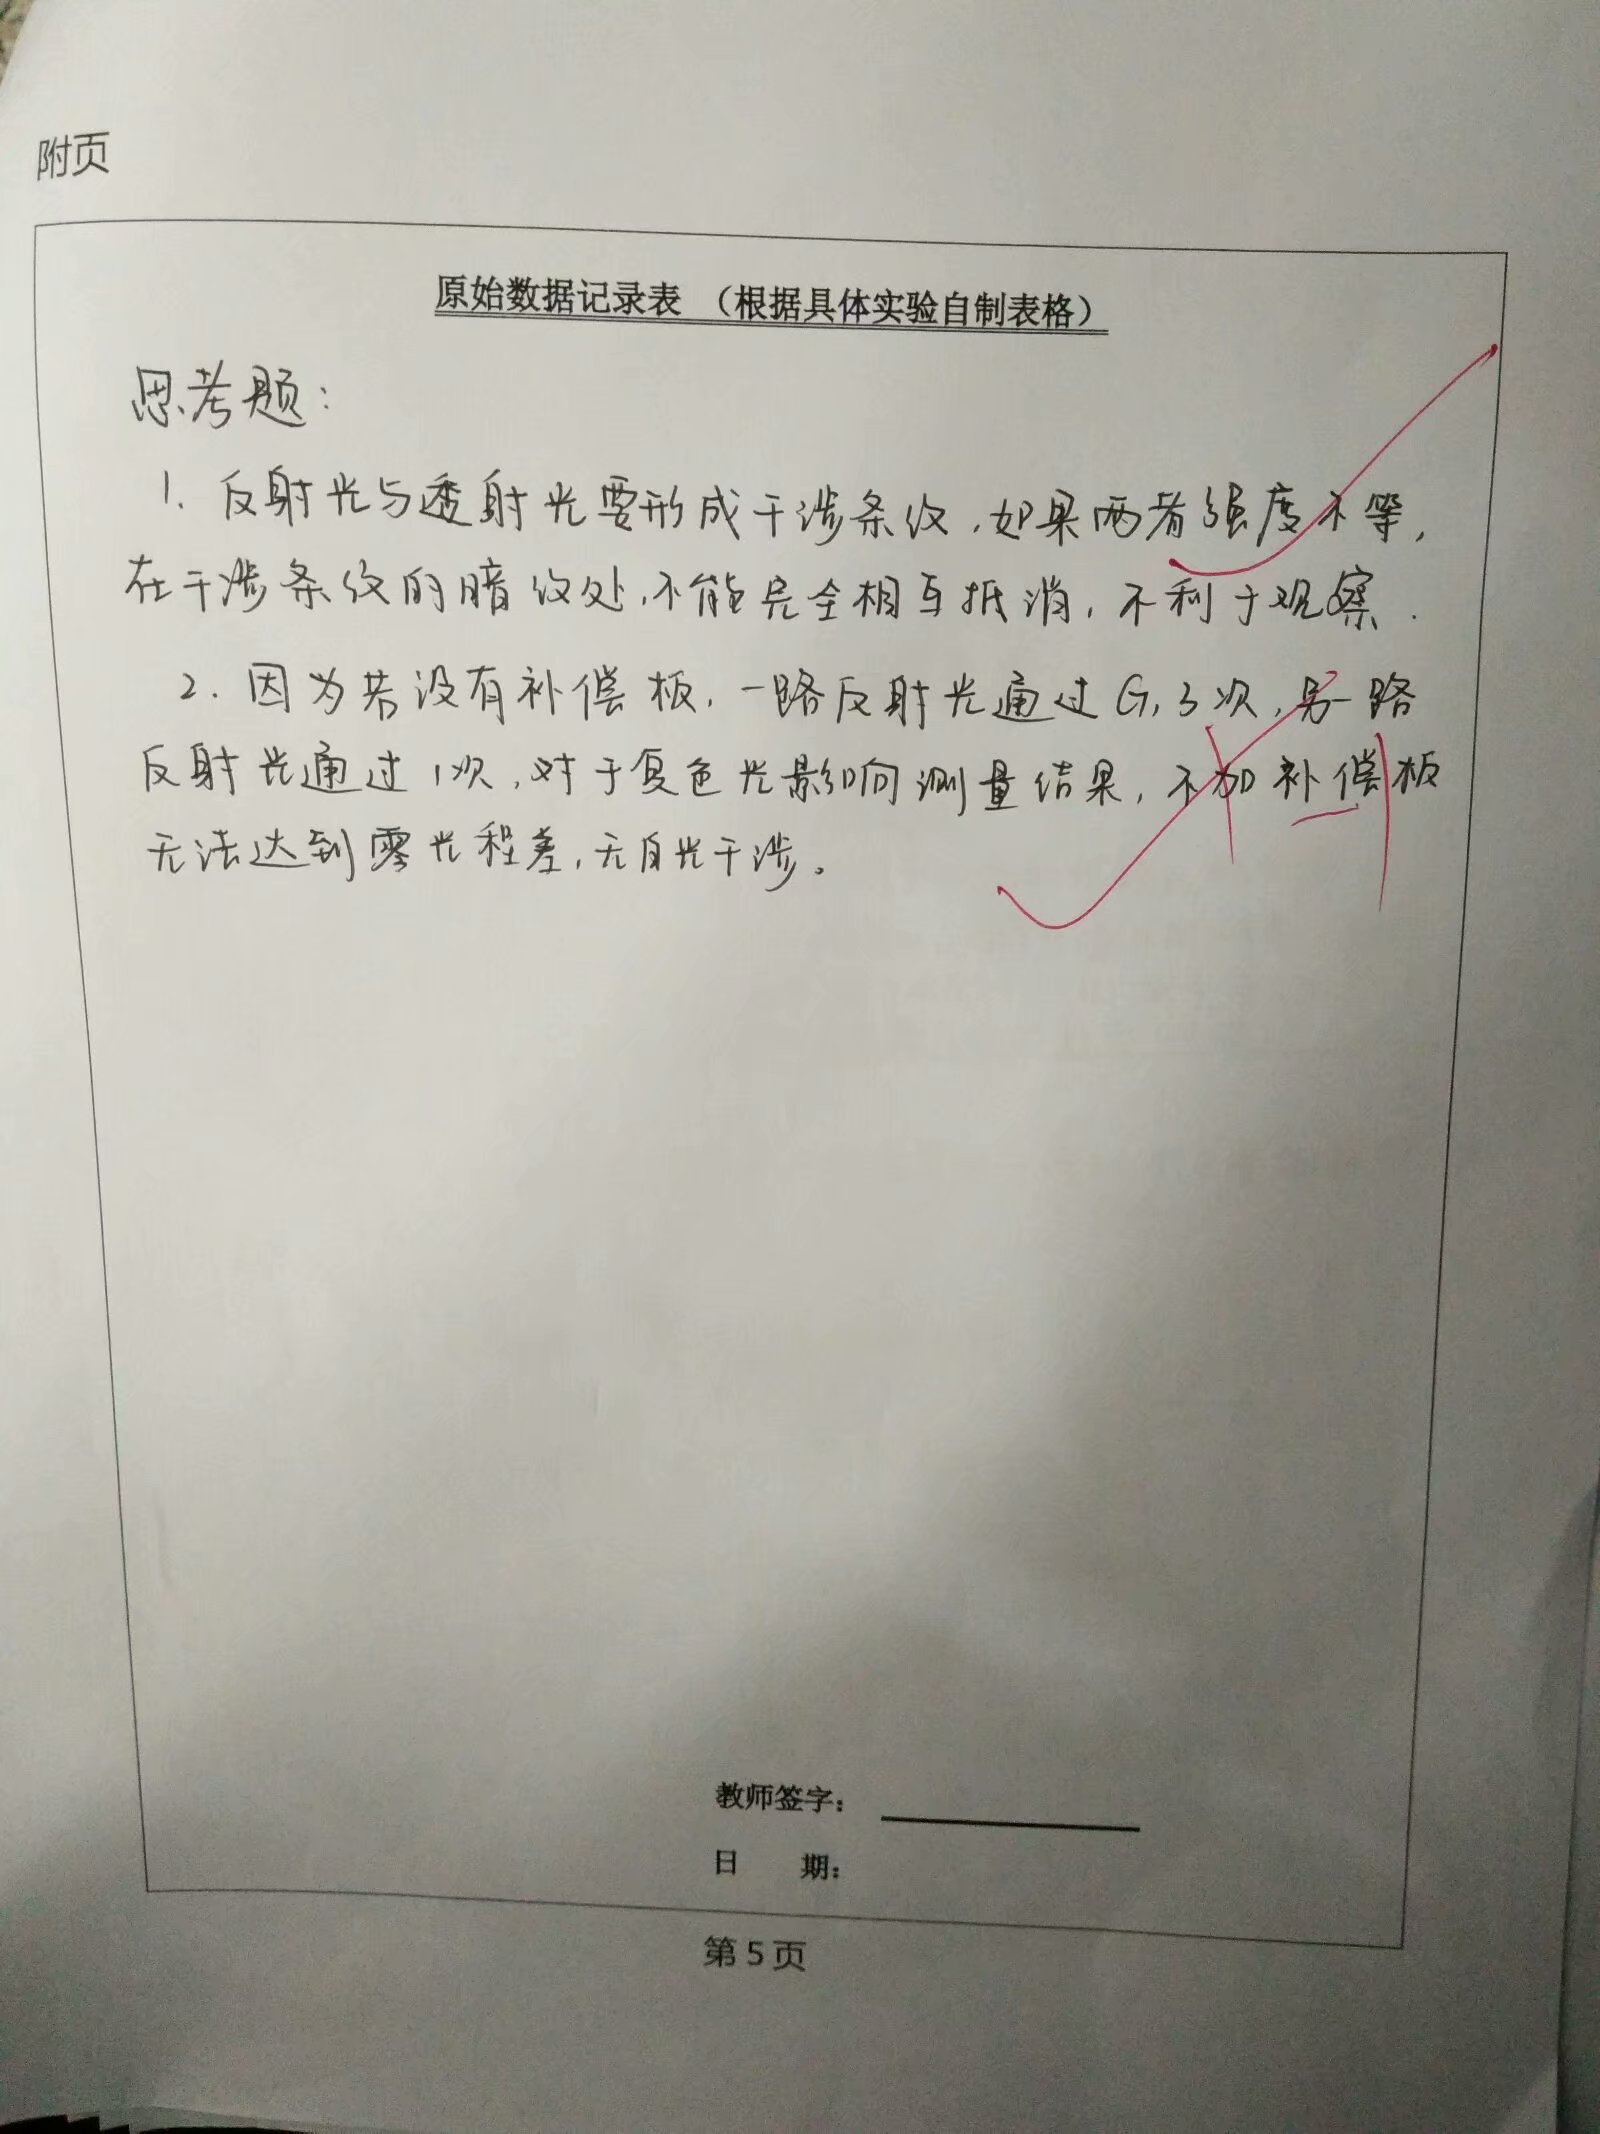 附页
原始数据记录表 （根据具体实验自制表格）
思考题：
1. 反射光与透射光要形成干涉条纹，如果两者强度不等，
在干涉条纹的暗纹处，不能完全相互抵消，不利于观察．
2. 因为若没有补偿板，一路反射光通过G₁3次，另一路
反射光通过1次，对于复色光影响测量结果，不加补偿板
无法达到零光程差，无白光干涉。
教师签字：
日 期：
第 5 页